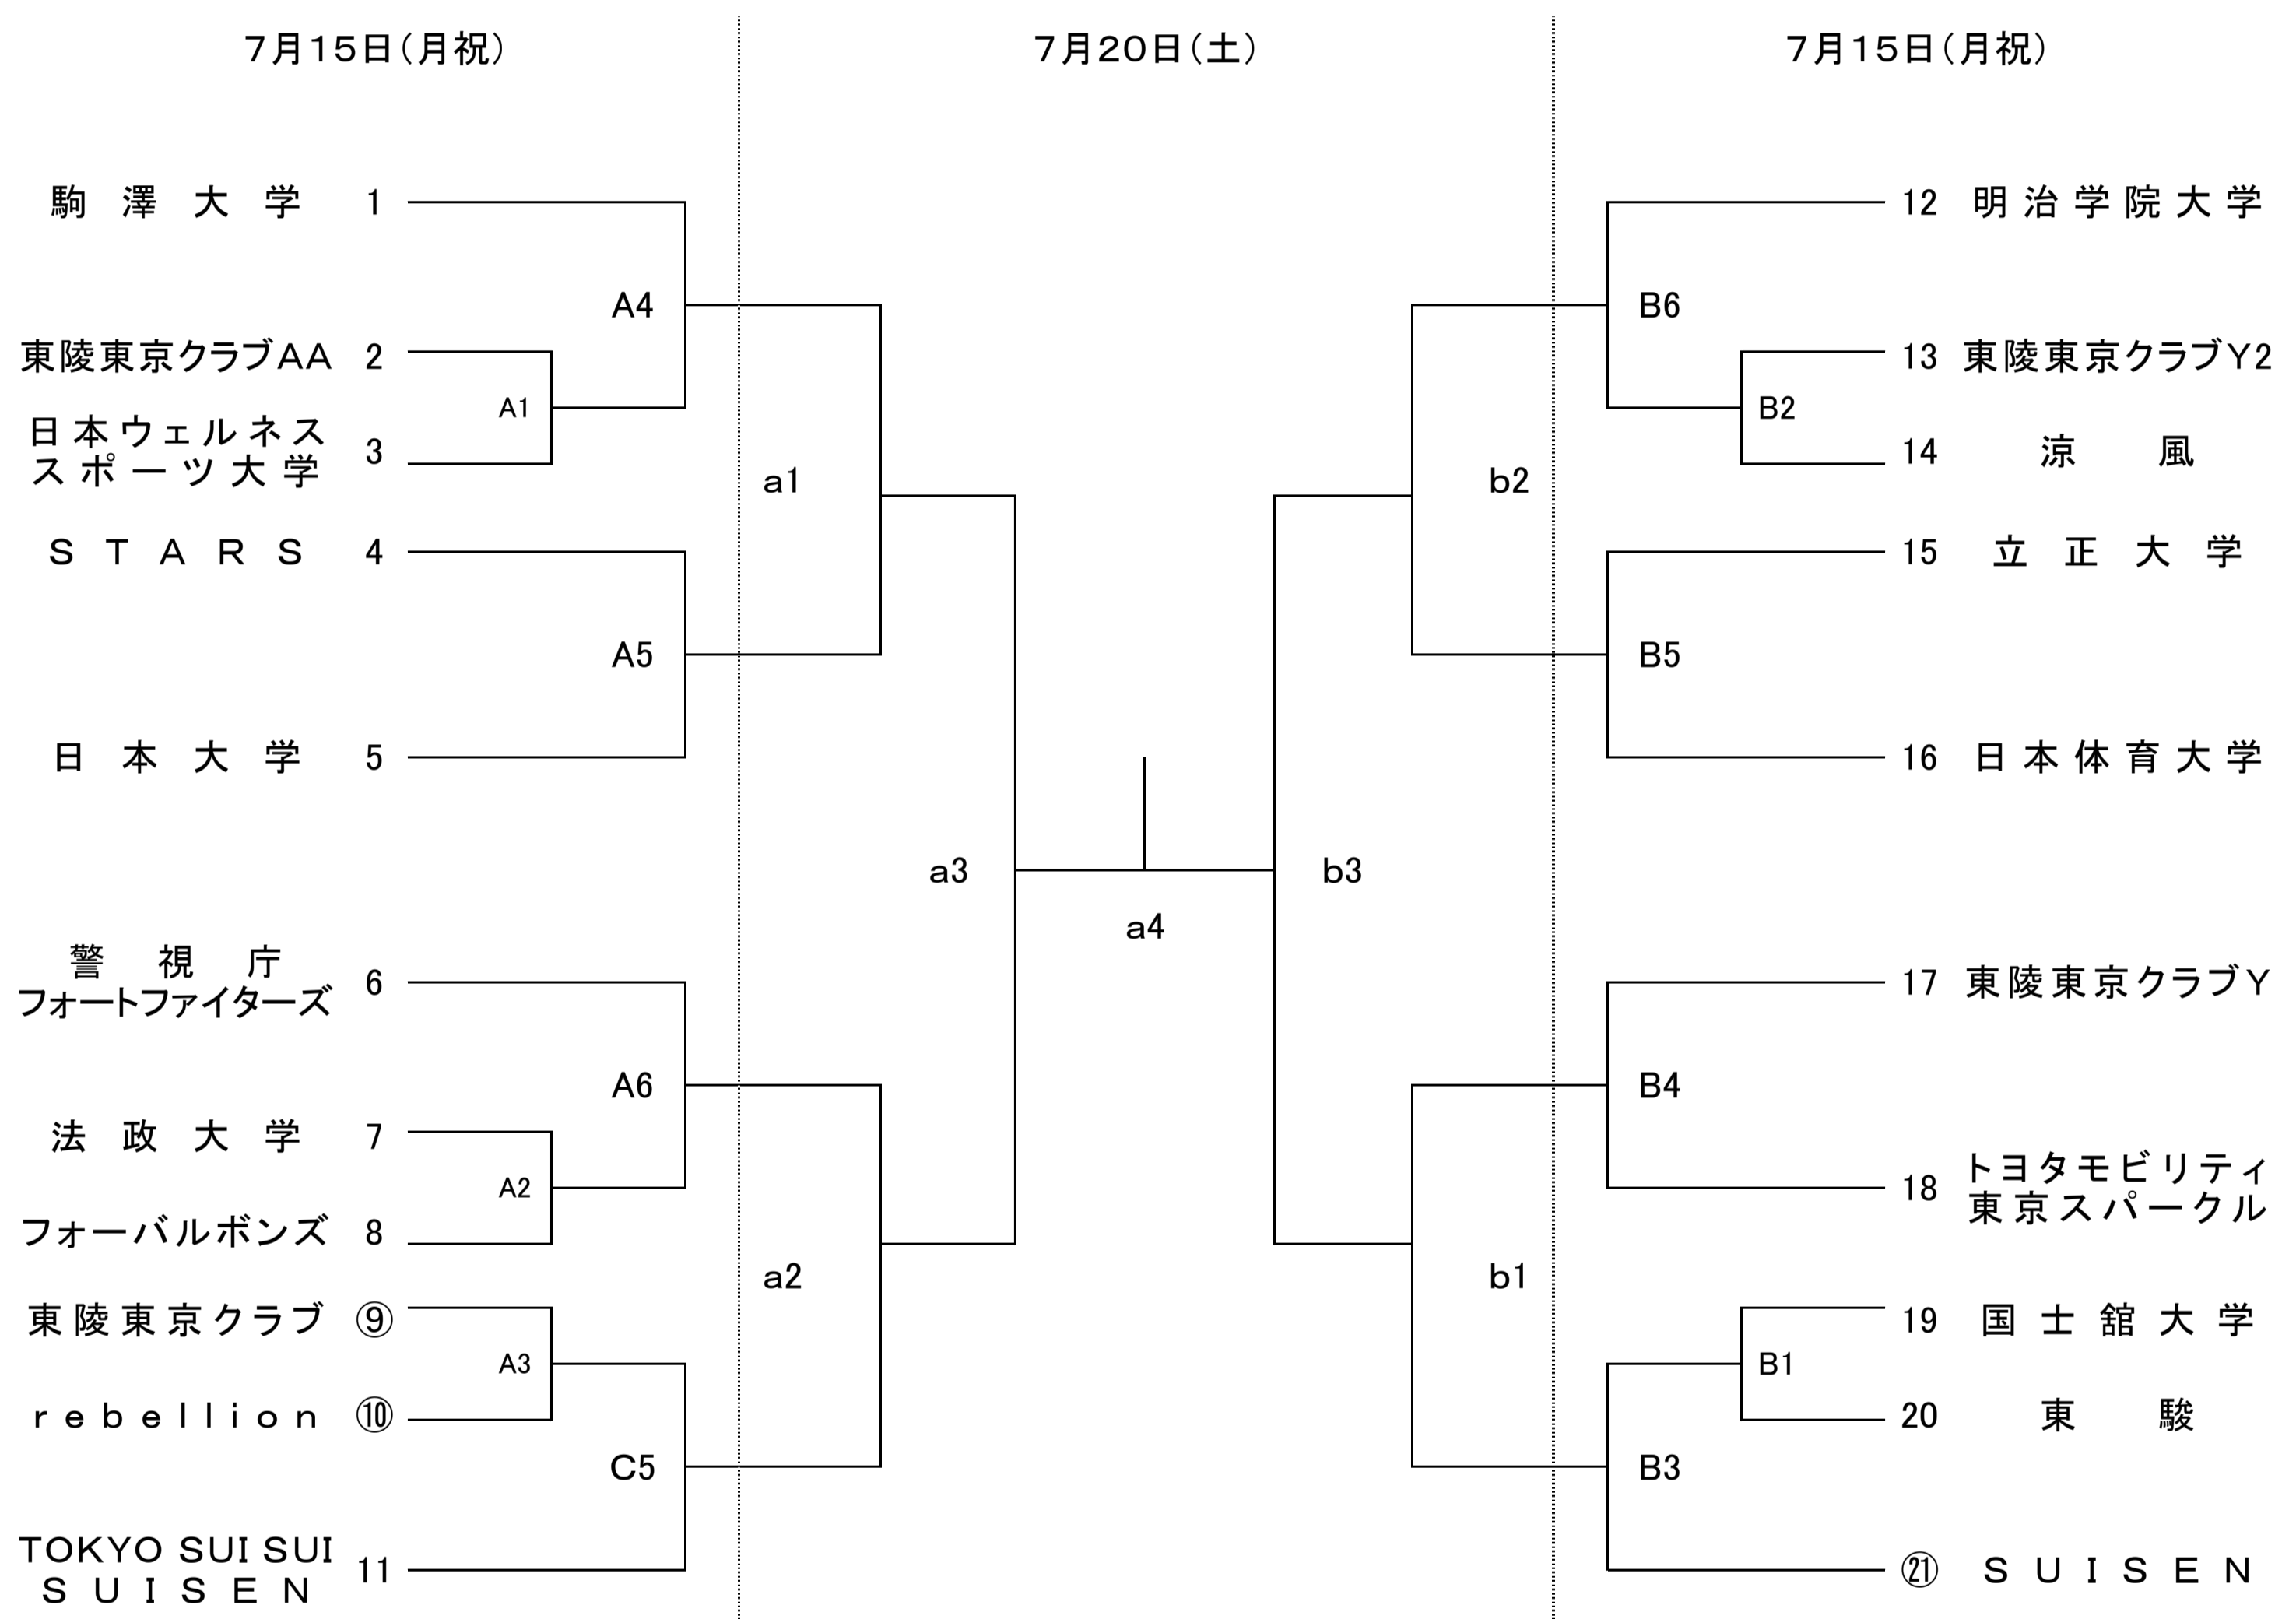 7月15日(月祝)
7月20日(土)
7月15日(月祝)
駒澤大学 1
A4
東陵東京クラブAA 2
A1
日本ウェルネス
スポーツ大学 3
a1
STARS 4
A5
日本大学 5
a3
警視庁
フォートファイターズ 6
A6
法政大学 7
A2
フォーバルボンズ 8
a2
東陵東京クラブ ⑨
A3
rebellion ⑩
C5
TOKYO SUI SUI
SUISEN 11
a4
12 明治学院大学
B6
13 東陵東京クラブY2
B2
14 涼風
b2
15 立正大学
B5
16 日本体育大学
b3
17 東陵東京クラブY
B4
18 トヨタモビリティ
東京スパークル
b1
19 国士舘大学
B1
20 東駿
B3
㉑ SUISEN